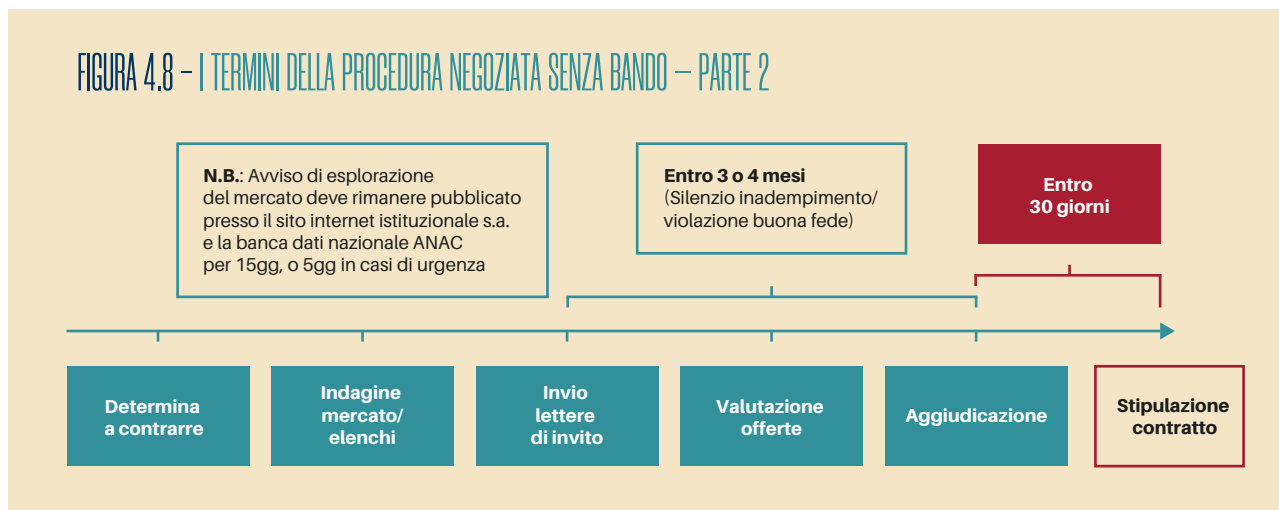 FIGURA 4.8 – I TERMINI DELLA PROCEDURA NEGOZIATA SENZA BANDO — PARTE 2
N.B.: Avviso di esplorazione
del mercato deve rimanere pubblicato
presso il sito internet istituzionale s.a.
e la banca dati nazionale ANAC
per 15gg, o 5gg in casi di urgenza
Entro 3 o 4 mesi
(Silenzio inadempimento/
violazione buona fede)
Entro
30 giorni
Determina
a contrarre
Indagine
mercato/
elenchi
Invio
lettere
di invito
Valutazione
offerte
Aggiudicazione
Stipulazione
contratto